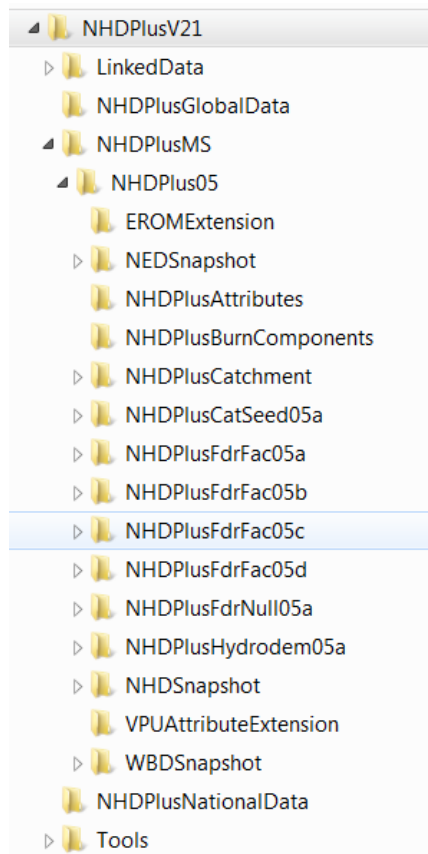 NHDPlusV21
LinkedData
NHDPlusGlobalData
NHDPlusMS
NHDPlus05
EROMExtension
NEDSnapshot
NHDPlusAttributes
NHDPlusBurnComponents
NHDPlusCatchment
NHDPlusCatSeed05a
NHDPlusFdrFac05a
NHDPlusFdrFac05b
NHDPlusFdrFac05c
NHDPlusFdrFac05d
NHDPlusFdrNull05a
NHDPlusHydrodem05a
NHDSnapshot
VPUAttributeExtension
WBDSnapshot
NHDPlusNationalData
Tools